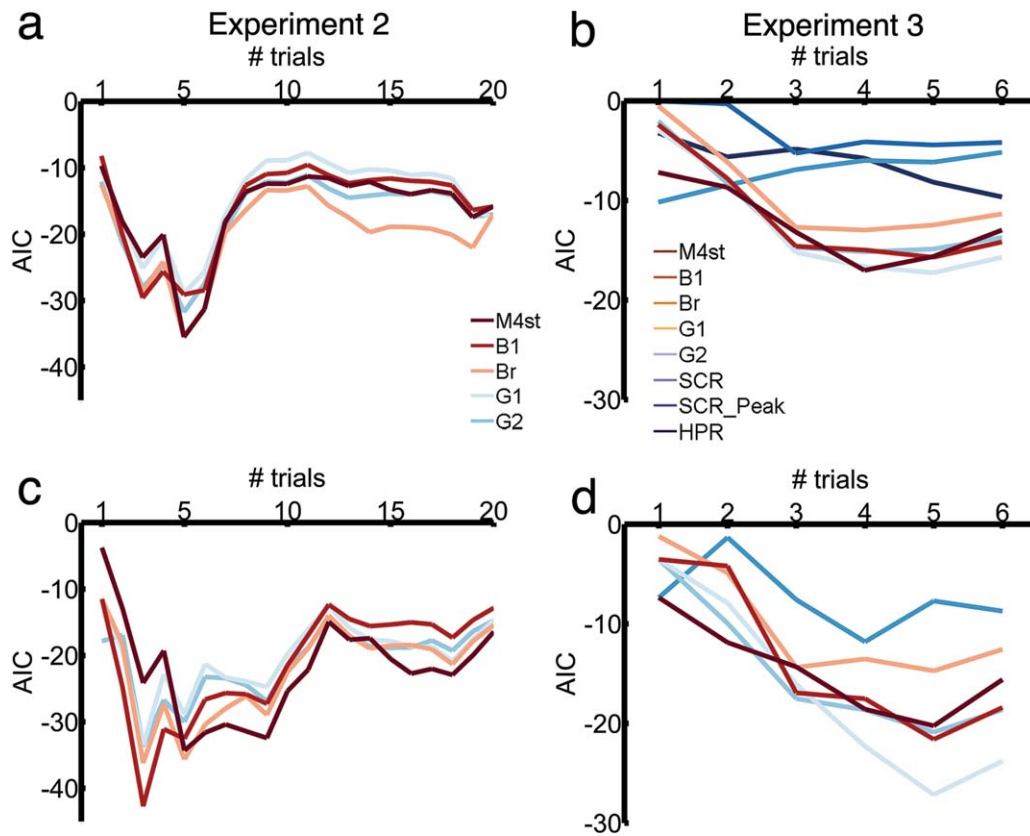 a
Experiment 2
# trials
1 5 10 15 20
0
-10
-20
-30
-40
AIC
M4st
B1
Br
G1
G2
b
Experiment 3
# trials
1 2 3 4 5 6
0
-10
-20
-30
AIC
M4st
B1
Br
G1
G2
SCR
SCR_Peak
HPR
c
# trials
1 5 10 15 20
0
-10
-20
-30
-40
AIC
d
# trials
1 2 3 4 5 6
0
-10
-20
-30
AIC